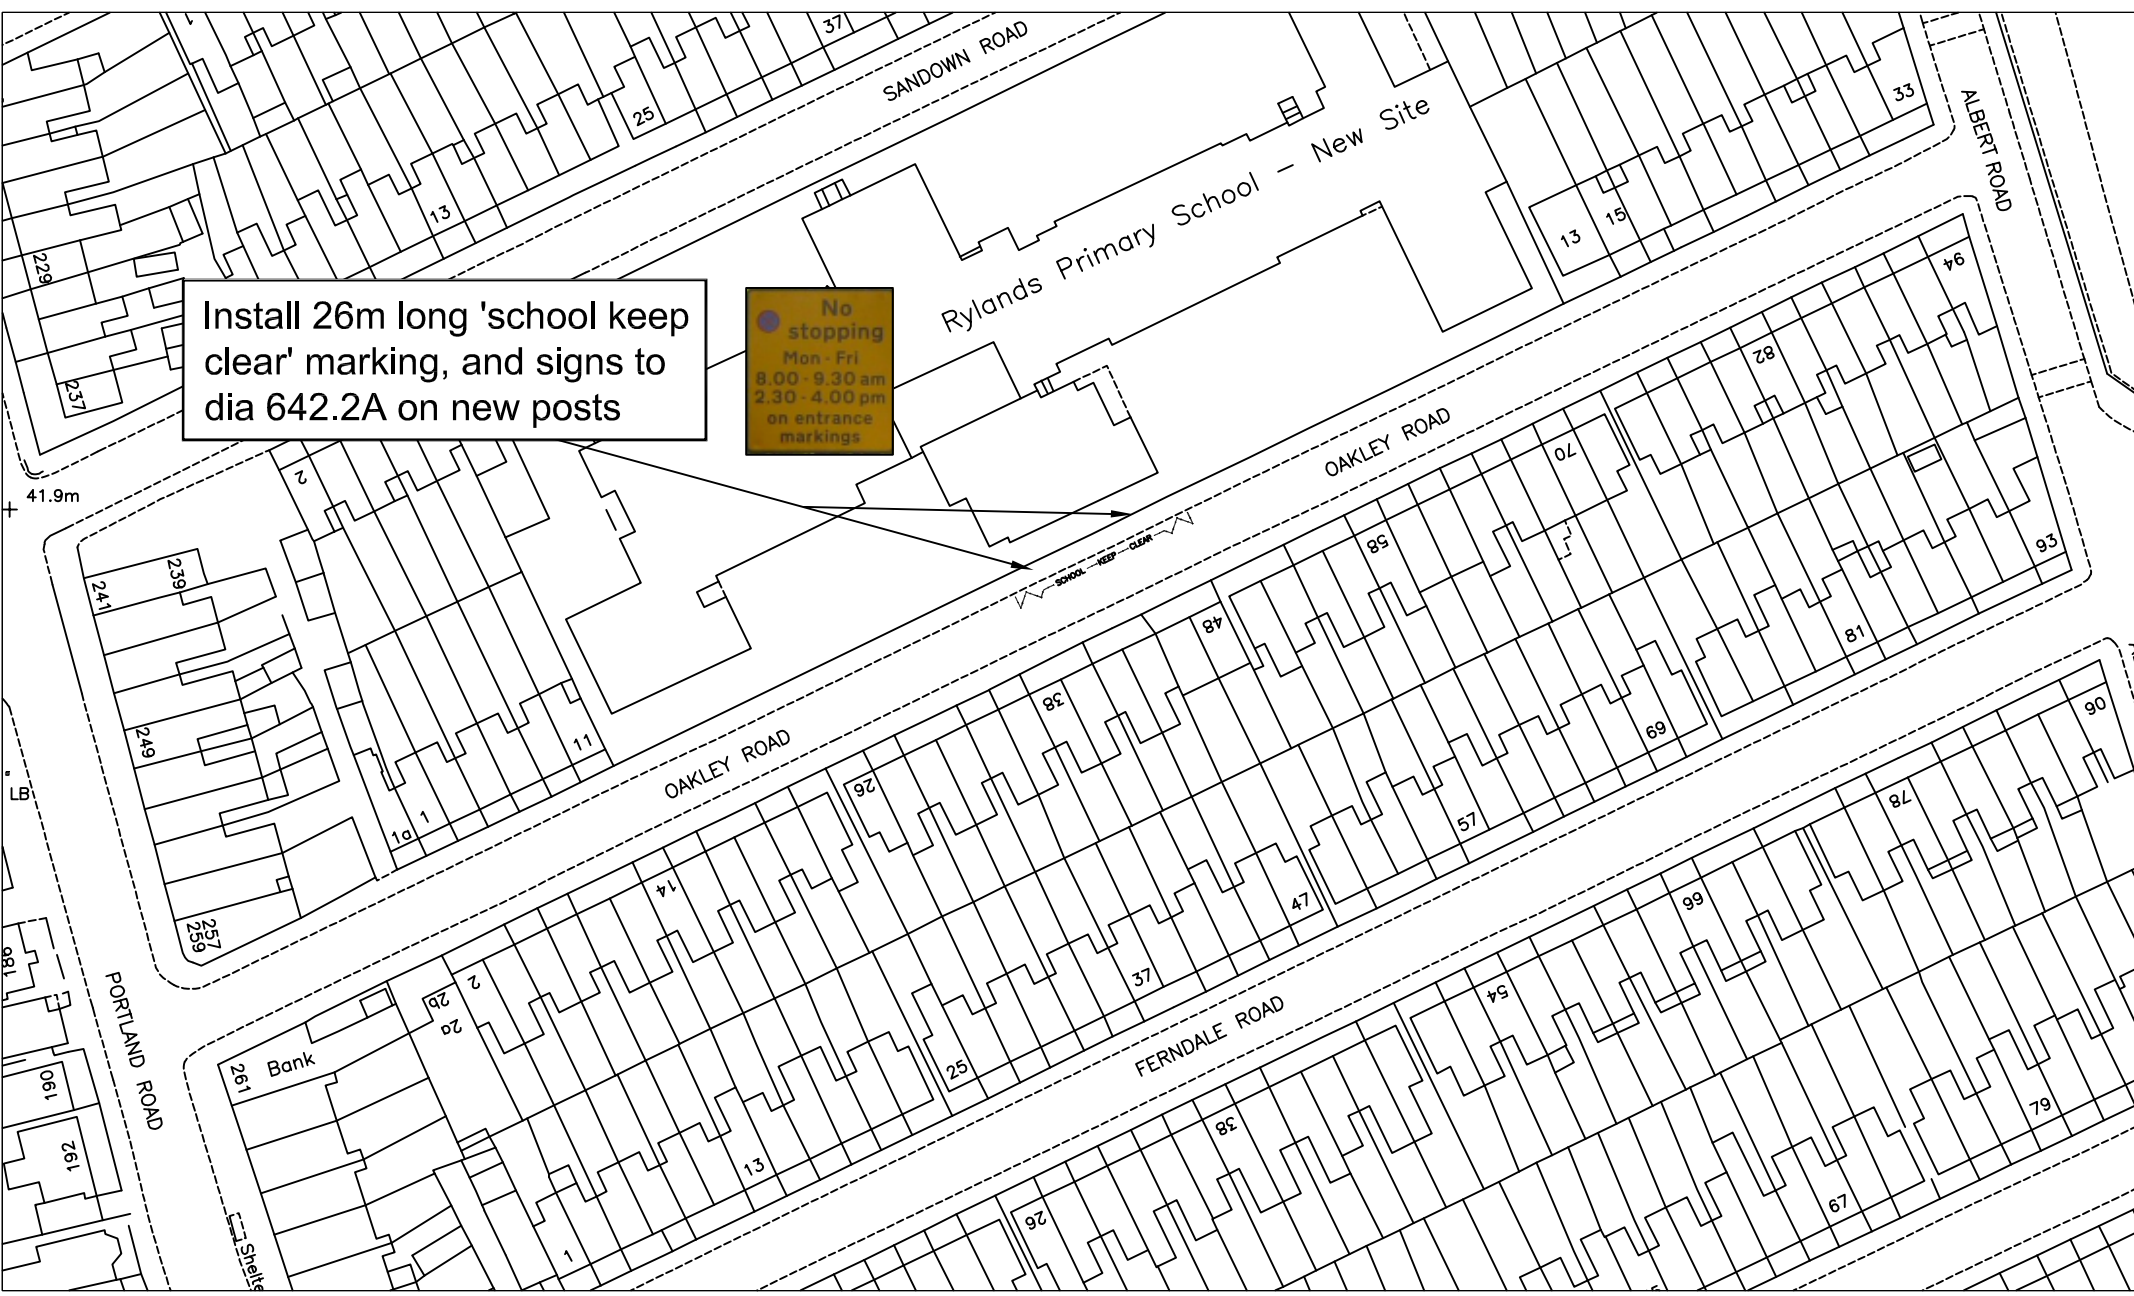 37
SANDOWN ROAD
25
33
ALBERT ROAD
Rylands Primary School - New Site
13
13
15
229
94
Install 26m long 'school keep
clear' marking, and signs to
dia 642.2A on new posts
No
stopping
Mon - Fri
8.00 - 9.30 am
2.30 - 4.00 pm
on entrance
markings
82
237
OAKLEY ROAD
70
2
41.9m
58
SCHOOL KEEP CLEAR
93
239
241
48
81
38
69
90
249
11
OAKLEY ROAD
26
LB
78
57
1
1a
14
47
66
257
259
186
37
2
2b
2a
54
PORTLAND ROAD
FERNDALE ROAD
Bank
261
25
190
38
79
192
13
67
26
1
Shelte